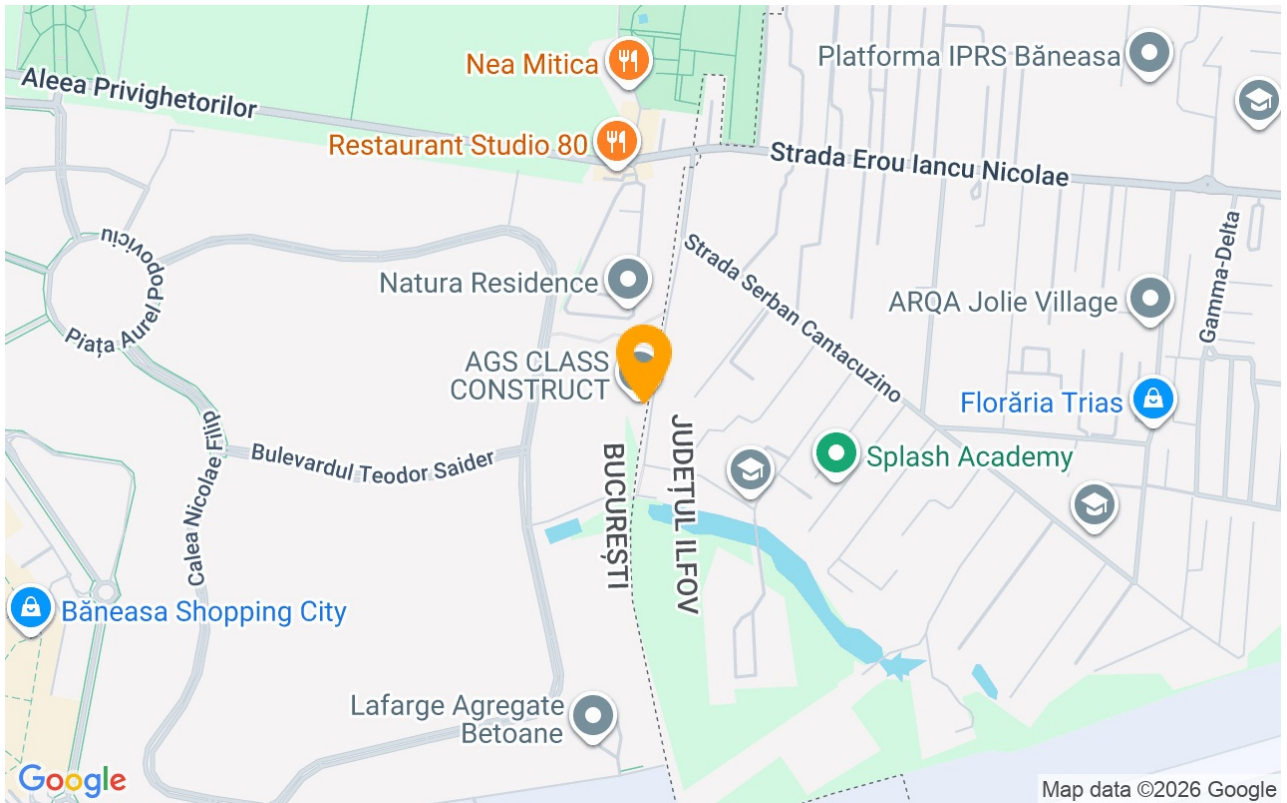 Nea Mitica
Platforma IPRS Băneasa
Aleea Privighetorilor
Restaurant Studio 80
Strada Erou Iancu Nicolae
Piața Aurel Popoviciu
Natura Residence
Strada Serban Cantacuzino
Gamma-Delta
ARQA Jolie Village
AGS CLASS
CONSTRUCT
Florăria Trias
Calea Nicolae Filip
Bulevardul Teodor Saider
BUCUREȘTI
JUDEȚUL ILFOV
Splash Academy
Băneasa Shopping City
Lafarge Agregate
Betoane
Google
Map data ©2026 Google